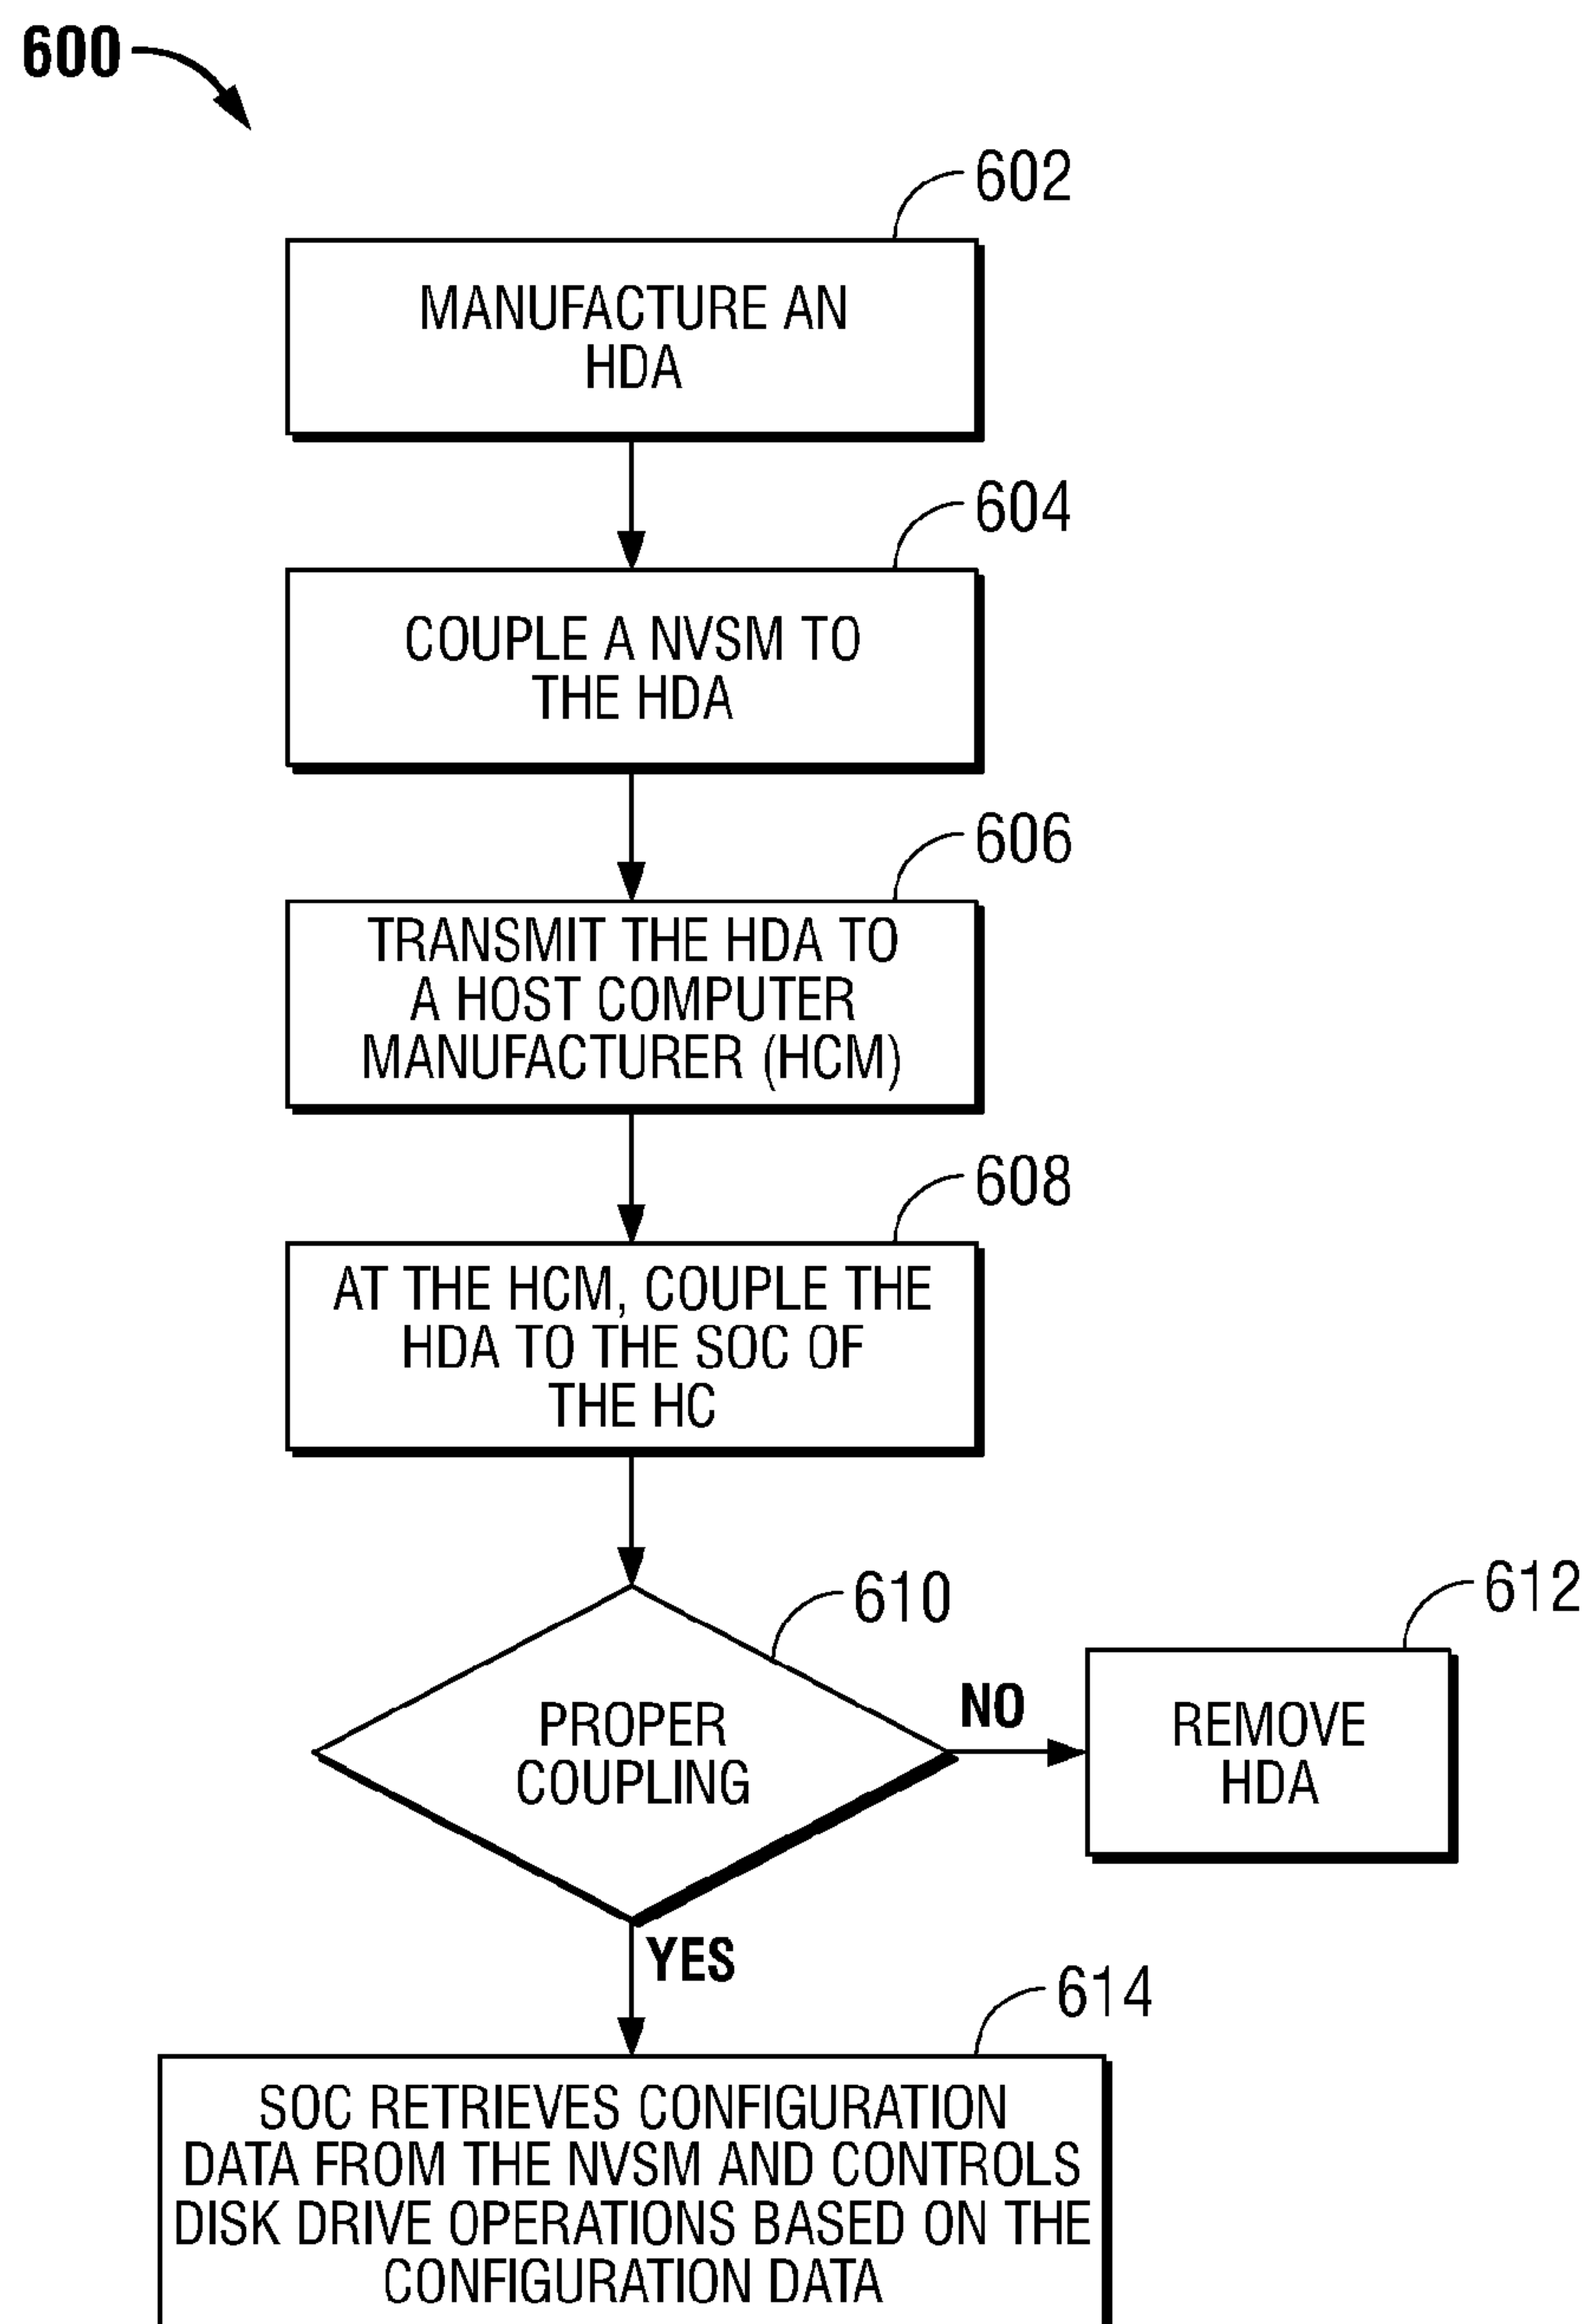 600
602
MANUFACTURE AN
HDA
604
COUPLE A NVSM TO
THE HDA
606
TRANSMIT THE HDA TO
A HOST COMPUTER
MANUFACTURER (HCM)
608
AT THE HCM, COUPLE THE
HDA TO THE SOC OF
THE HC
610
PROPER
COUPLING
NO
612
REMOVE
HDA
YES
614
SOC RETRIEVES CONFIGURATION
DATA FROM THE NVSM AND CONTROLS
DISK DRIVE OPERATIONS BASED ON THE
CONFIGURATION DATA